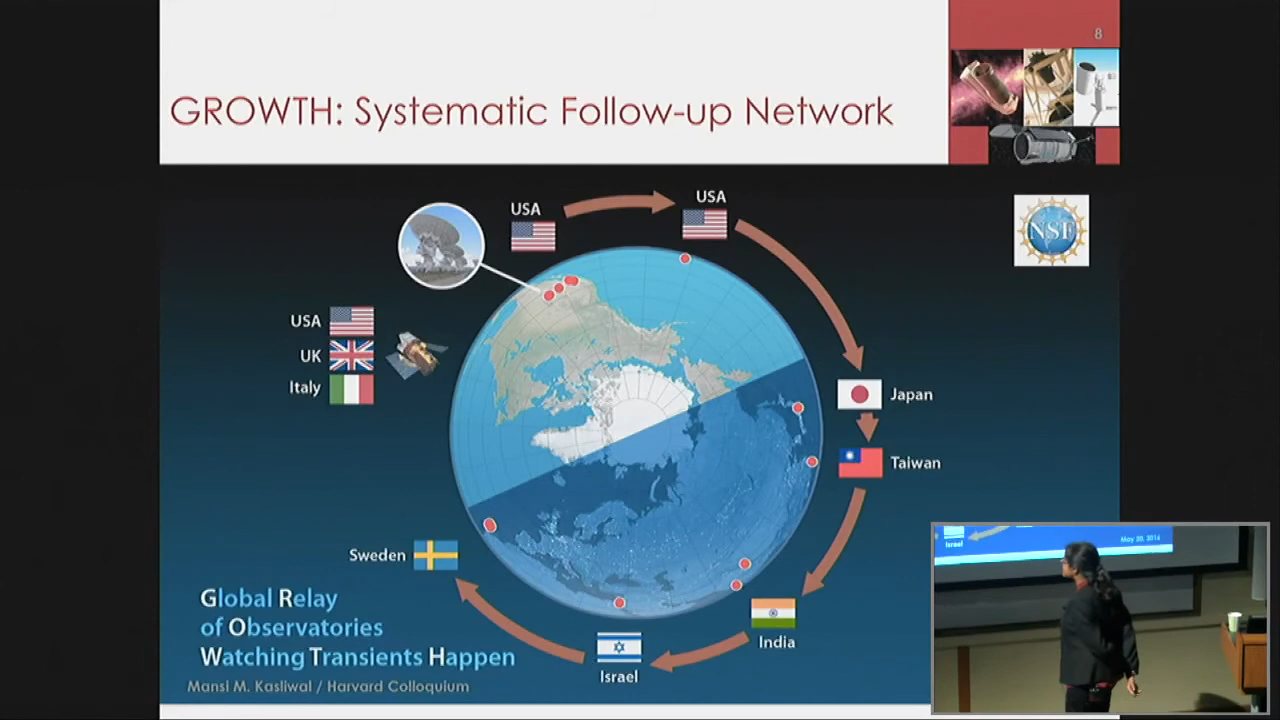 8
GROWTH: Systematic Follow-up Network
USA
USA
NSF
USA
UK
Italy
Japan
Taiwan
Sweden
India
Israel
Global Relay
of Observatories
Watching Transients Happen
Mansi M. Kasliwal / Harvard Colloquium
Israel
May 20, 2016